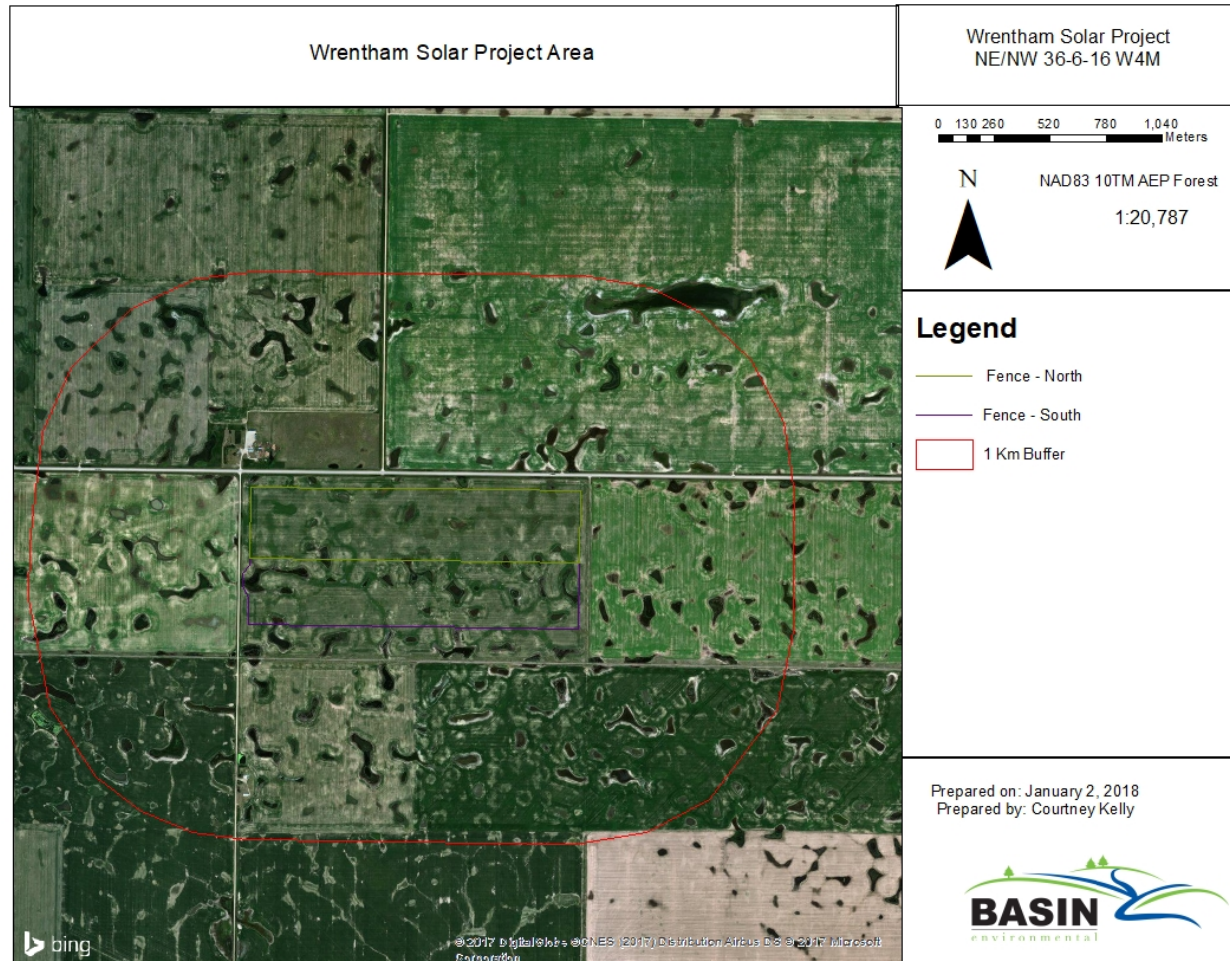 Wrentham Solar Project Area
Wrentham Solar Project
NE/NW 36-6-16 W4M
0 130 260 520 780 1,040
Meters
N
NAD83 10TM AEP Forest
1:20,787
Legend
Fence - North
Fence - South
1 Km Buffer
Prepared on: January 2, 2018
Prepared by: Courtney Kelly
BASIN
environmental
bing
© 2017 DigitalGlobe ©CNES (2017) Distribution Airbus DS © 2017 Microsoft
Corporation